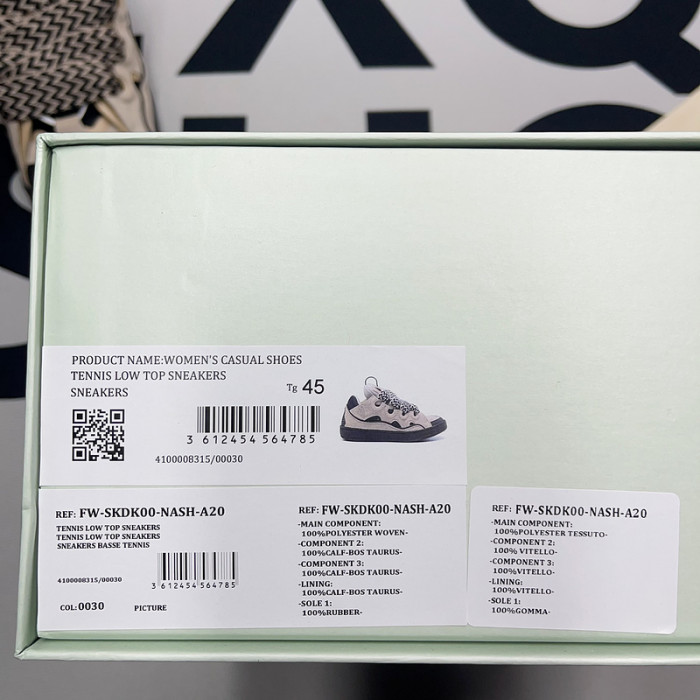 XQ
PRODUCT NAME:WOMEN'S CASUAL SHOES
TENNIS LOW TOP SNEAKERS
SNEAKERS
Tg 45
3 612454 564785
4100008315/00030
REF: FW-SKDK00-NASH-A20
TENNIS LOW TOP SNEAKERS
TENNIS LOW TOP SNEAKERS
SNEAKERS BASSE TENNIS
4100008315/00030
3 612454 564785
COL:0030
PICTURE
REF: FW-SKDK00-NASH-A20
-MAIN COMPONENT:
100%POLYESTER WOVEN-
-COMPONENT 2:
100%CALF-BOS TAURUS-
-COMPONENT 3:
100%CALF-BOS TAURUS-
-LINING:
100%CALF-BOS TAURUS-
-SOLE 1:
100%RUBBER-
REF: FW-SKDK00-NASH-A20
-MAIN COMPONENT:
100%POLYESTER TESSUTO-
-COMPONENT 2:
100% VITELLO-
-COMPONENT 3:
100%VITELLO-
-LINING:
100%VITELLO-
-SOLE 1:
100%GOMMA-